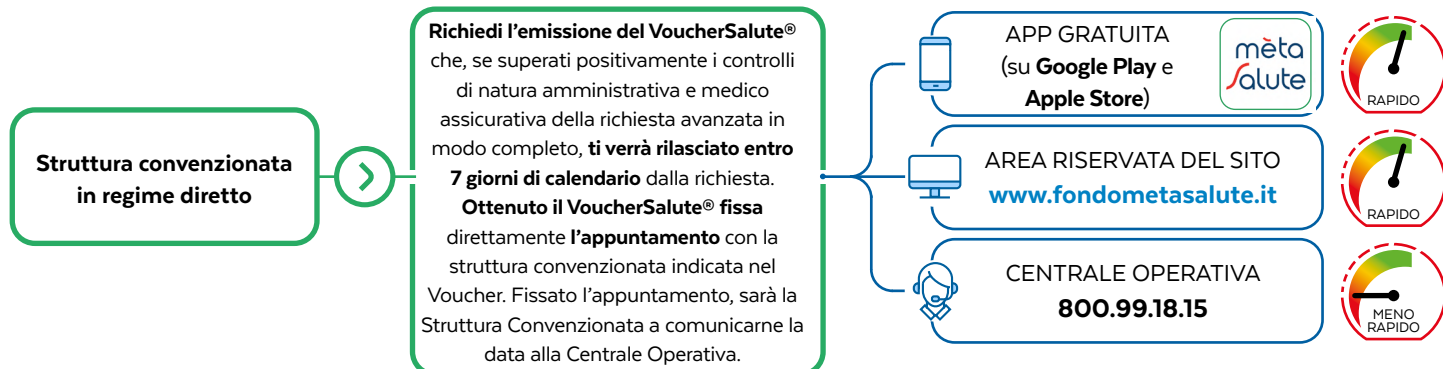 Struttura convenzionata
in regime diretto
Richiedi l’emissione del VoucherSalute®
che, se superati positivamente i controlli
di natura amministrativa e medico
assicurativa della richiesta avanzata in
modo completo, ti verrà rilasciato entro
7 giorni di calendario dalla richiesta.
Ottenuto il VoucherSalute® fissa
direttamente l’appuntamento con la
struttura convenzionata indicata nel
Voucher. Fissato l’appuntamento, sarà la
Struttura Convenzionata a comunicarne la
data alla Centrale Operativa.
APP GRATUITA
(su Google Play e
Apple Store)
mèta
Salute
RAPIDO
AREA RISERVATA DEL SITO
www.fondometasalute.it
RAPIDO
CENTRALE OPERATIVA
800.99.18.15
MENO
RAPIDO